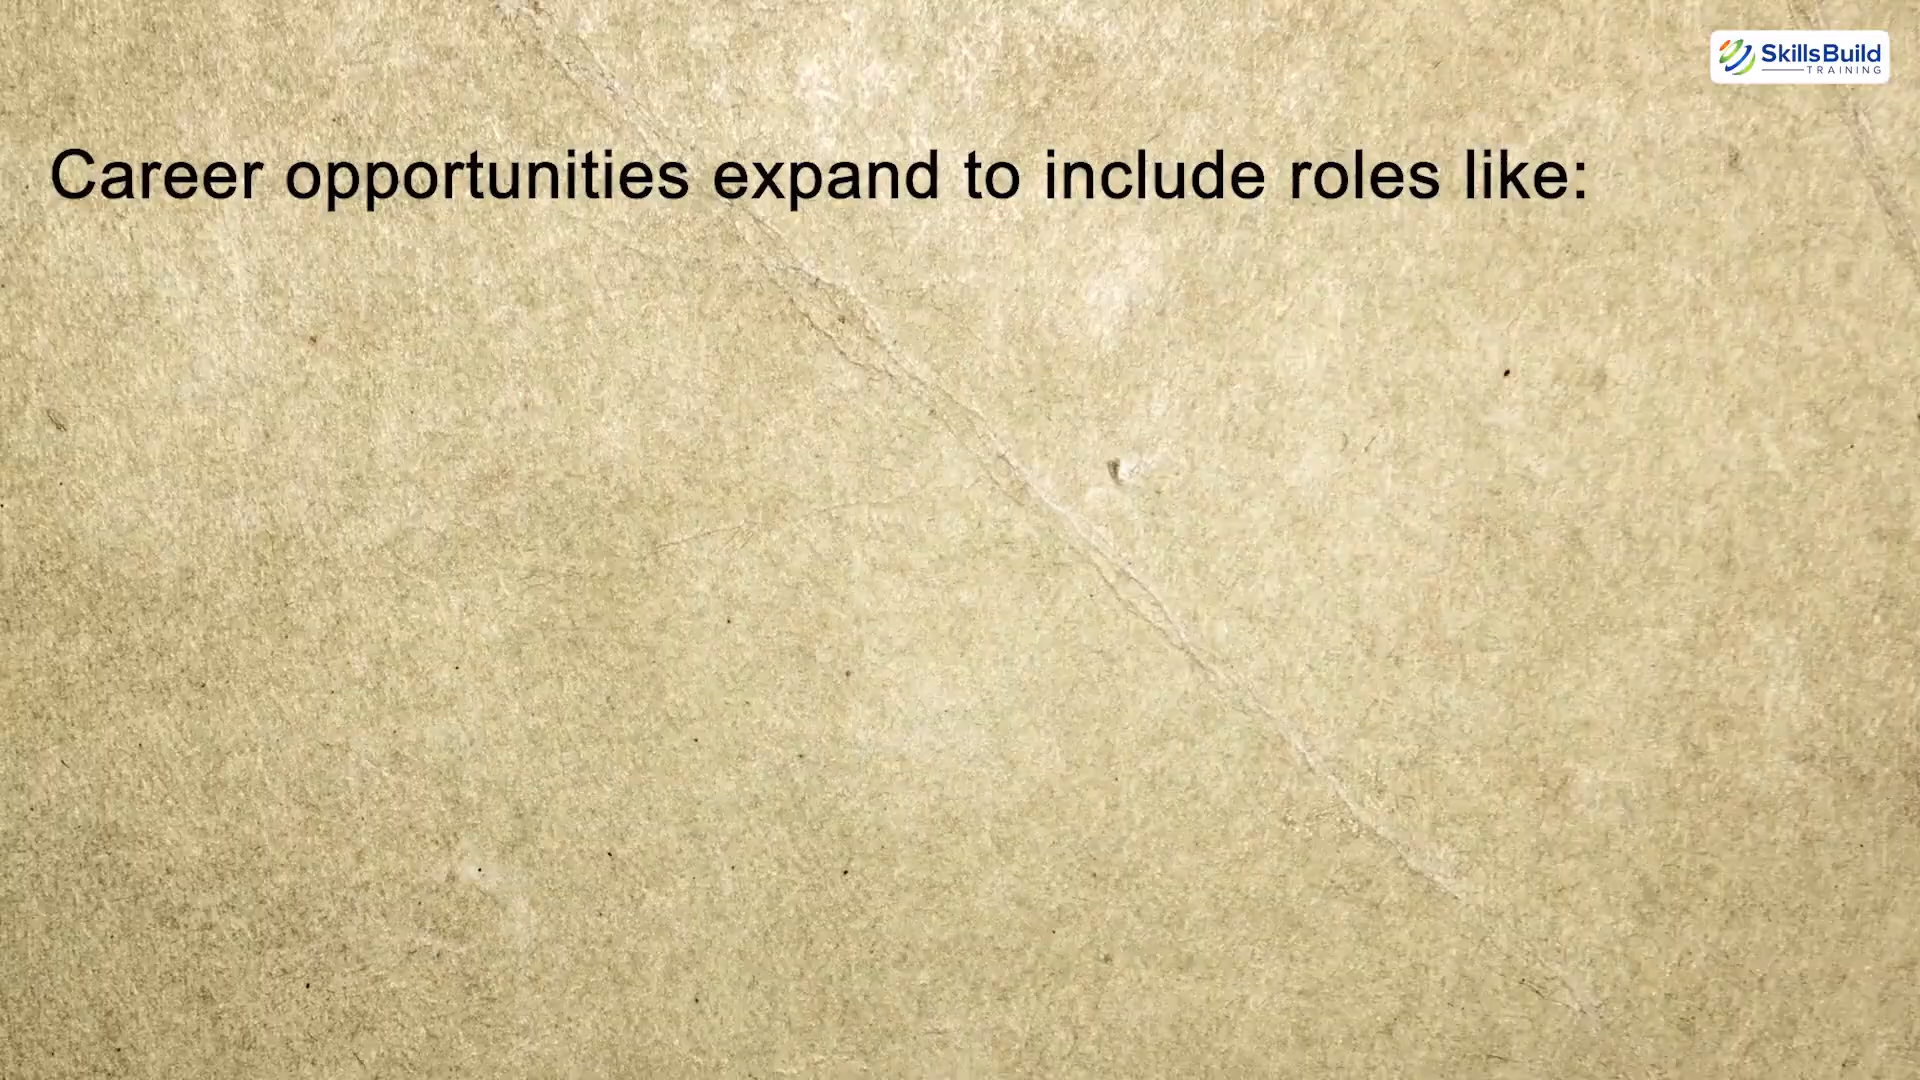 SkillsBuild
TRAINING
Career opportunities expand to include roles like: